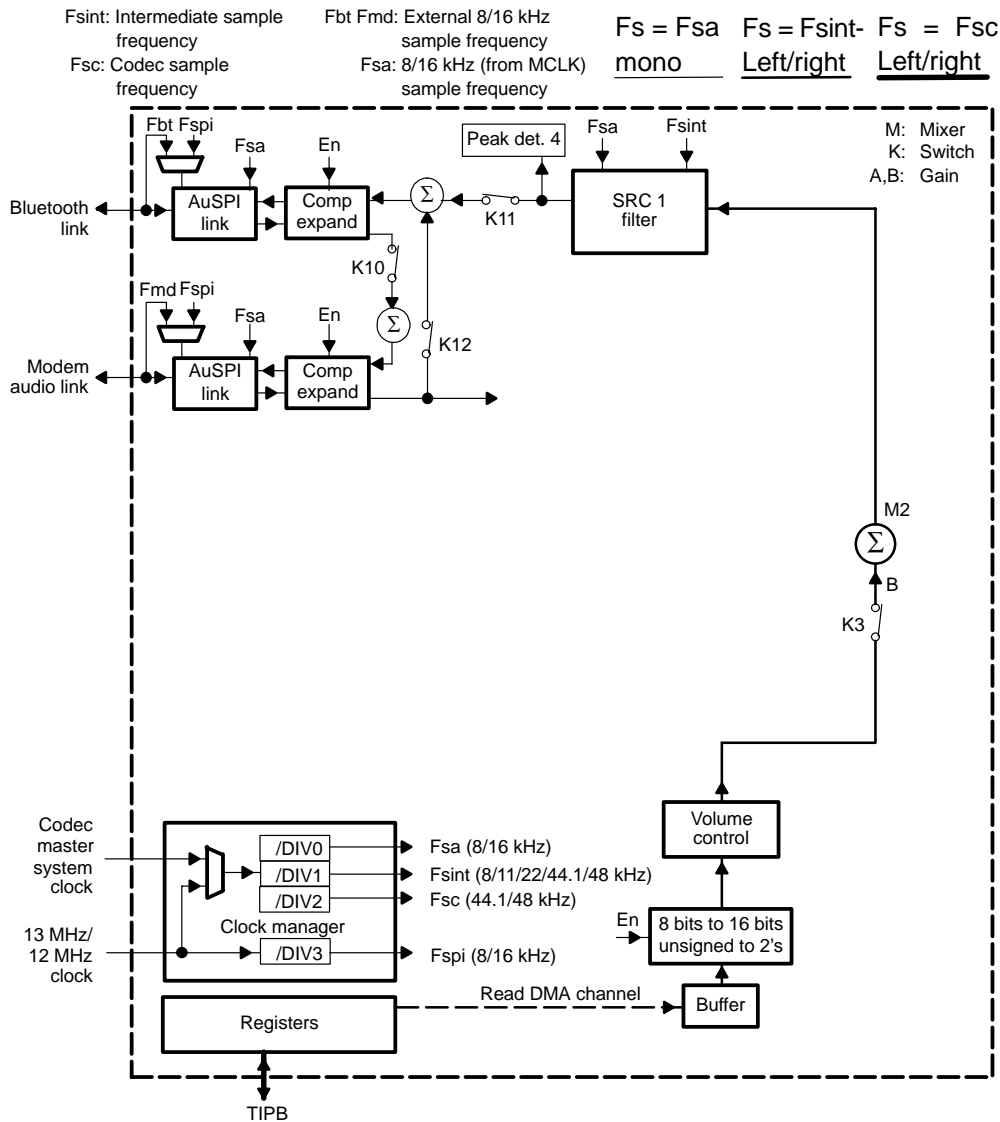 Fsint: Intermediate sample
frequency
Fsc: Codec sample
frequency
Fbt Fmd: External 8/16 kHz
sample frequency
Fsa: 8/16 kHz (from MCLK)
sample frequency
Fs = Fsa
mono
Fs = Fsint-
Left/right
Fs = Fsc
Left/right
M: Mixer
K: Switch
A,B: Gain
Fbt Fspi
Fsa
En
Peak det. 4
Fsa
Fsint
Bluetooth
link
AuSPI
link
Comp
expand
Σ
K11
SRC 1
filter
K10
Fmd Fspi
Fsa
En
Σ
K12
Modem
audio link
AuSPI
link
Comp
expand
M2
Σ
B
K3
Volume
control
Codec
master
system
clock
/DIV0
Fsa (8/16 kHz)
/DIV1
Fsint (8/11/22/44.1/48 kHz)
/DIV2
Fsc (44.1/48 kHz)
Clock manager
13 MHz/
12 MHz
clock
/DIV3
Fspi (8/16 kHz)
En
8 bits to 16 bits
unsigned to 2's
Read DMA channel
Buffer
Registers
TIPB